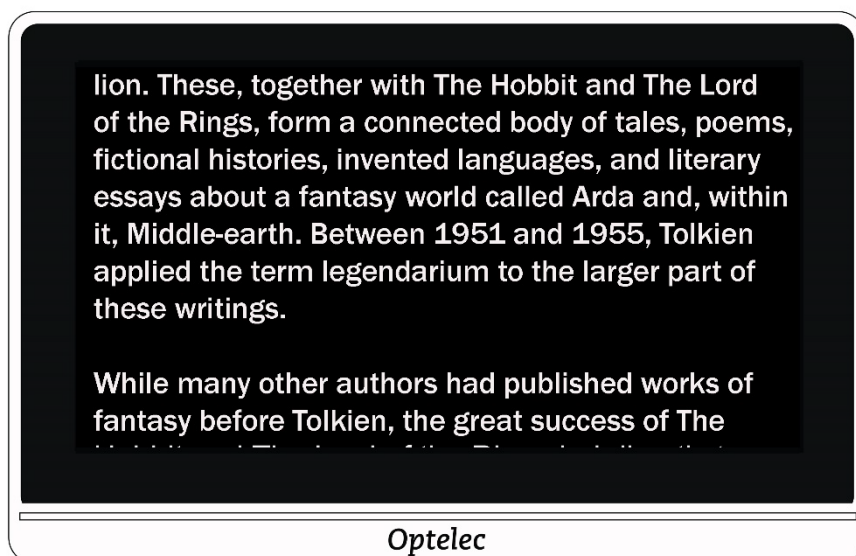 lion. These, together with The Hobbit and The Lord
of the Rings, form a connected body of tales, poems,
fictional histories, invented languages, and literary
essays about a fantasy world called Arda and, within
it, Middle-earth. Between 1951 and 1955, Tolkien
applied the term legendarium to the larger part of
these writings.
While many other authors had published works of
fantasy before Tolkien, the great success of The
Optelec